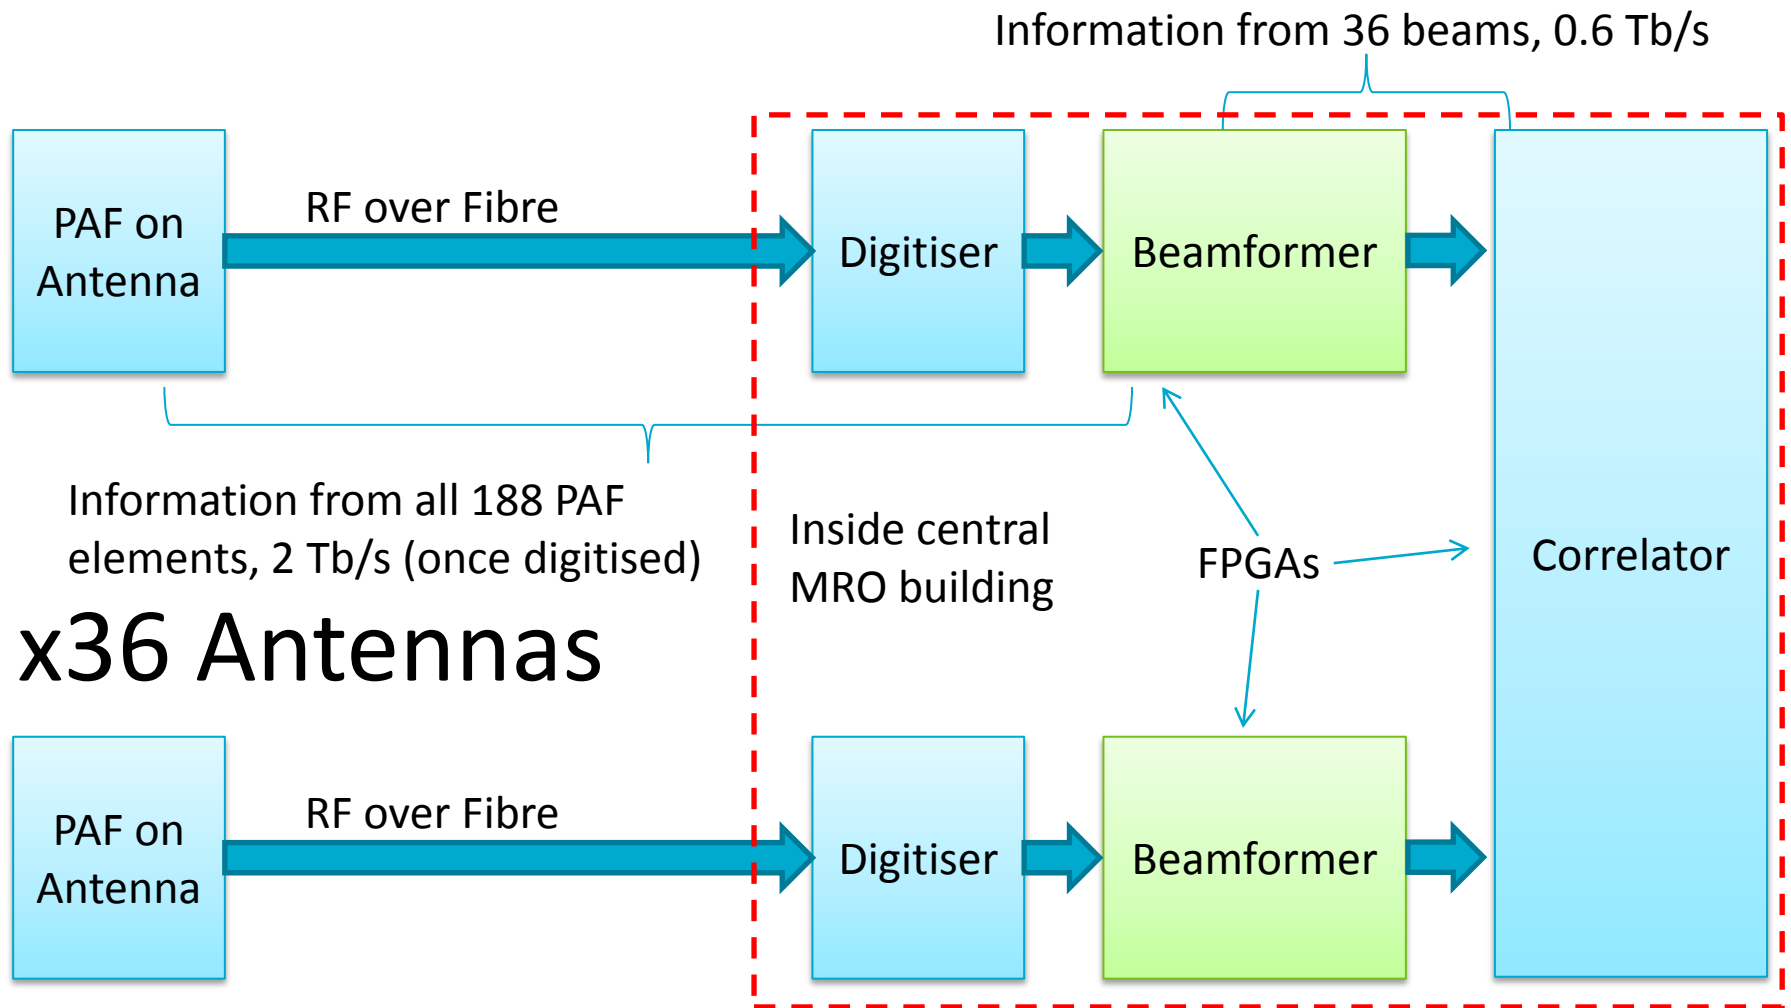 Information from 36 beams, 0.6 Tb/s
PAF on
Antenna
RF over Fibre
Digitiser
Beamformer
Information from all 188 PAF
elements, 2 Tb/s (once digitised)
Inside central
MRO building
FPGAs
Correlator
x36 Antennas
PAF on
Antenna
RF over Fibre
Digitiser
Beamformer